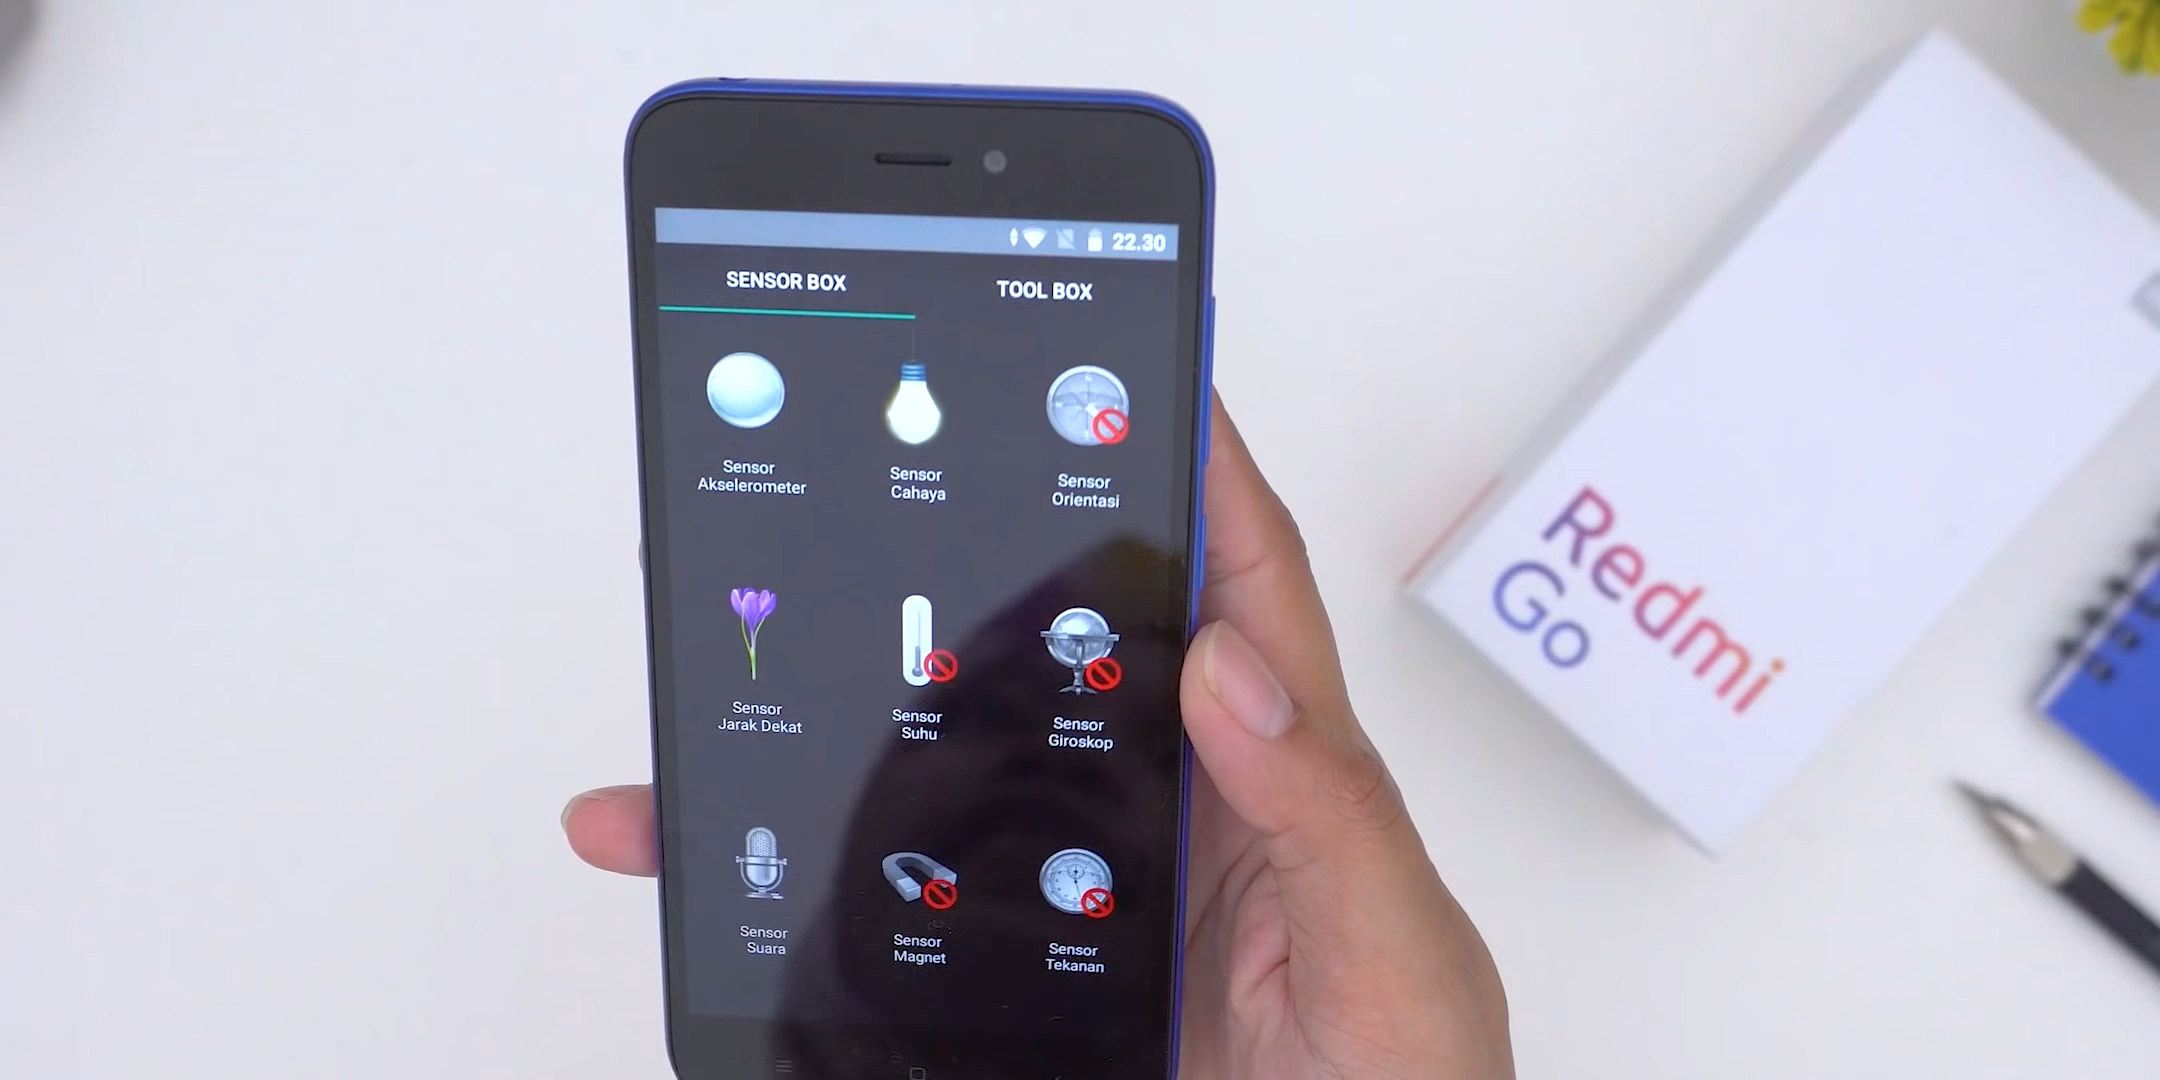 22.30
SENSOR BOX
TOOL BOX
Sensor
Akselerometer
Sensor
Cahaya
Sensor
Orientasi
Sensor
Jarak Dekat
Sensor
Suhu
Sensor
Giroskop
Sensor
Suara
Sensor
Magnet
Sensor
Tekanan
Redmi
Go